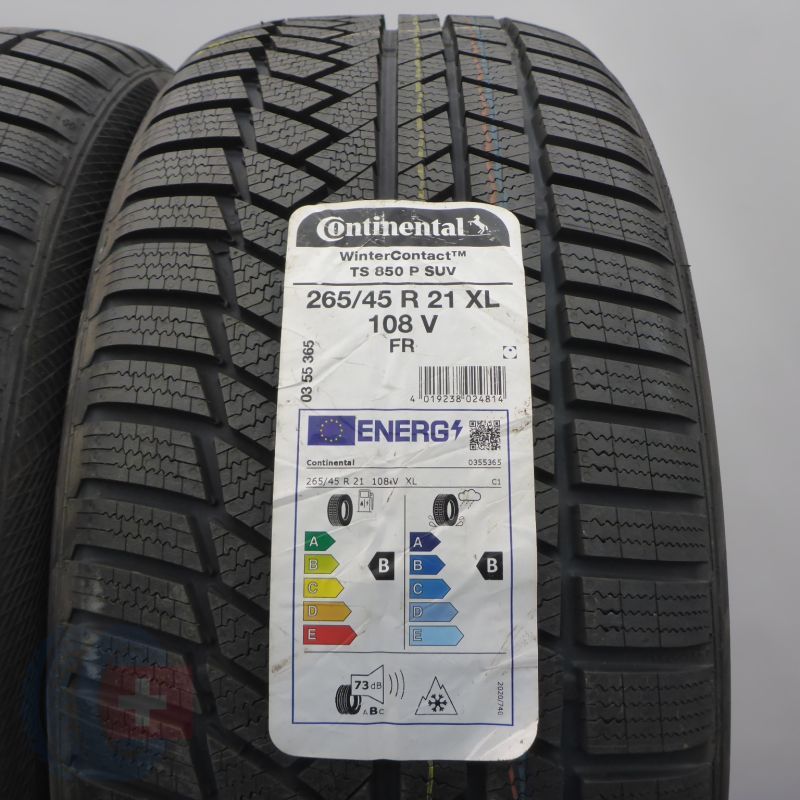 Continental
WinterContact™
TS 850 P SUV
265/45 R 21 XL
108 V
FR
03 55 365
4 019238 024814
ENERG
Continental 0355365
265/45 R 21 108 V XL C1
A
B
C
D
E
B
A
B
C
D
E
B
73 dB
ABC
2020/740